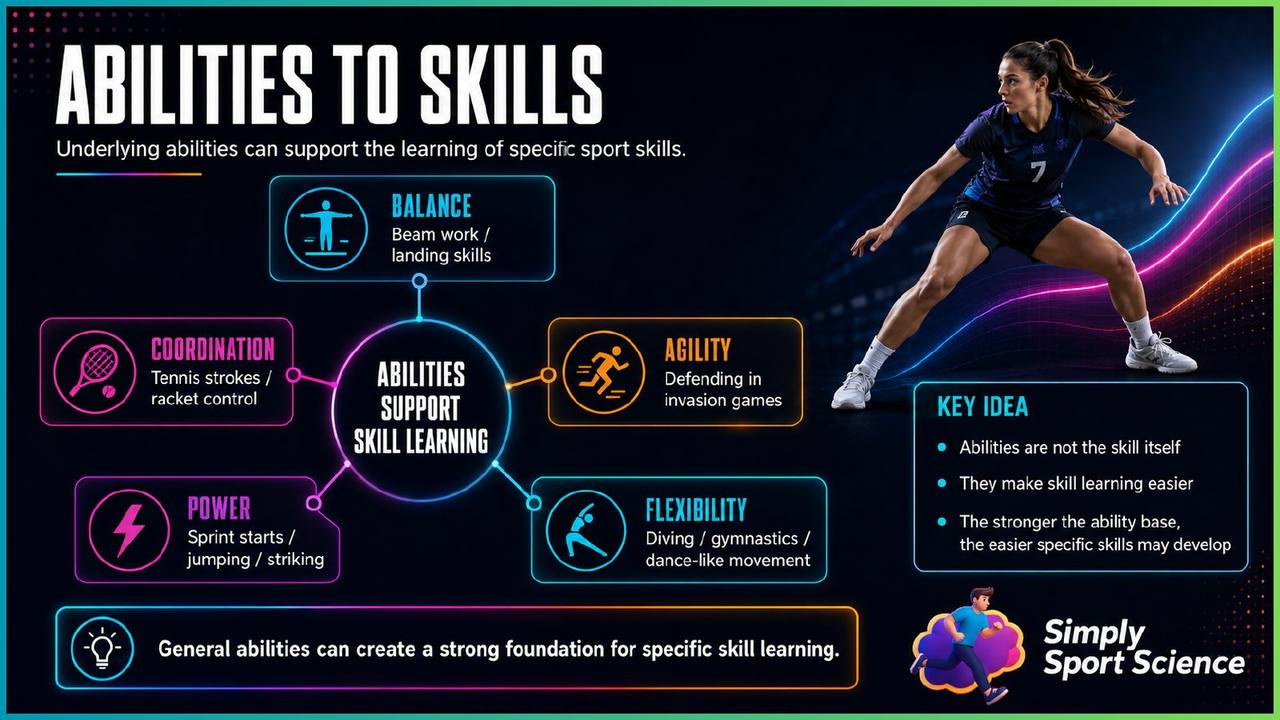 ABILITIES TO SKILLS
Underlying abilities can support the learning of specific sport skills.
BALANCE
Beam work /
landing skills
COORDINATION
Tennis strokes /
racket control
ABILITIES
SUPPORT
SKILL LEARNING
AGILITY
Defending in
invasion games
POWER
Sprint starts /
jumping / striking
FLEXIBILITY
Diving / gymnastics /
dance-like movement
General abilities can create a strong foundation for specific skill learning.
7
KEY IDEA
Abilities are not the skill itself
They make skill learning easier
The stronger the ability base,
the easier specific skills may develop
Simply
Sport Science